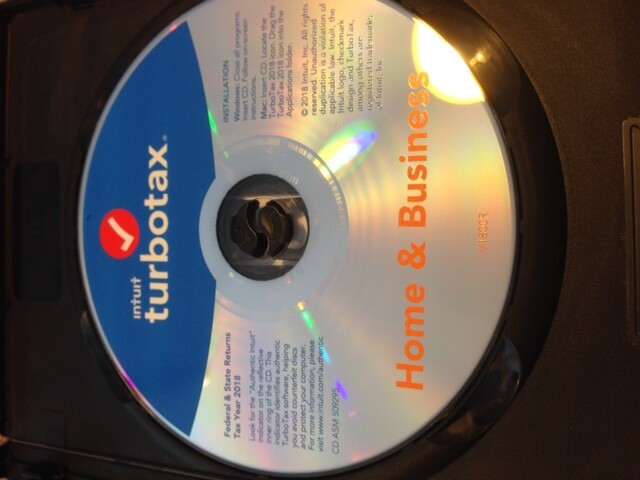 intuit
turbotax®
Federal & State Returns
Tax Year 2018
Look for the "Authentic Intuit"
indicator on the reflective
inner ring of the CD. This
indicator identifies authentic
TurboTax software, helping
you avoid counterfeit discs
and protect your computer.
For more information, please
visit www.intuit.com/authentic
CD ASM 509295
INSTALLATION
Windows: Close all programs.
Insert CD. Follow on-screen
instructions.
Mac: Insert CD. Locate the
TurboTax 2018 icon. Drag the
TurboTax 2018 icon into the
Applications folder.
© 2018 Intuit, Inc. All rights
reserved. Unauthorized
duplication is a violation of
applicable law. Intuit, the
Intuit logo, checkmark
design and TurboTax,
among others are
registered trademarks
of Intuit, Inc
Home & Business